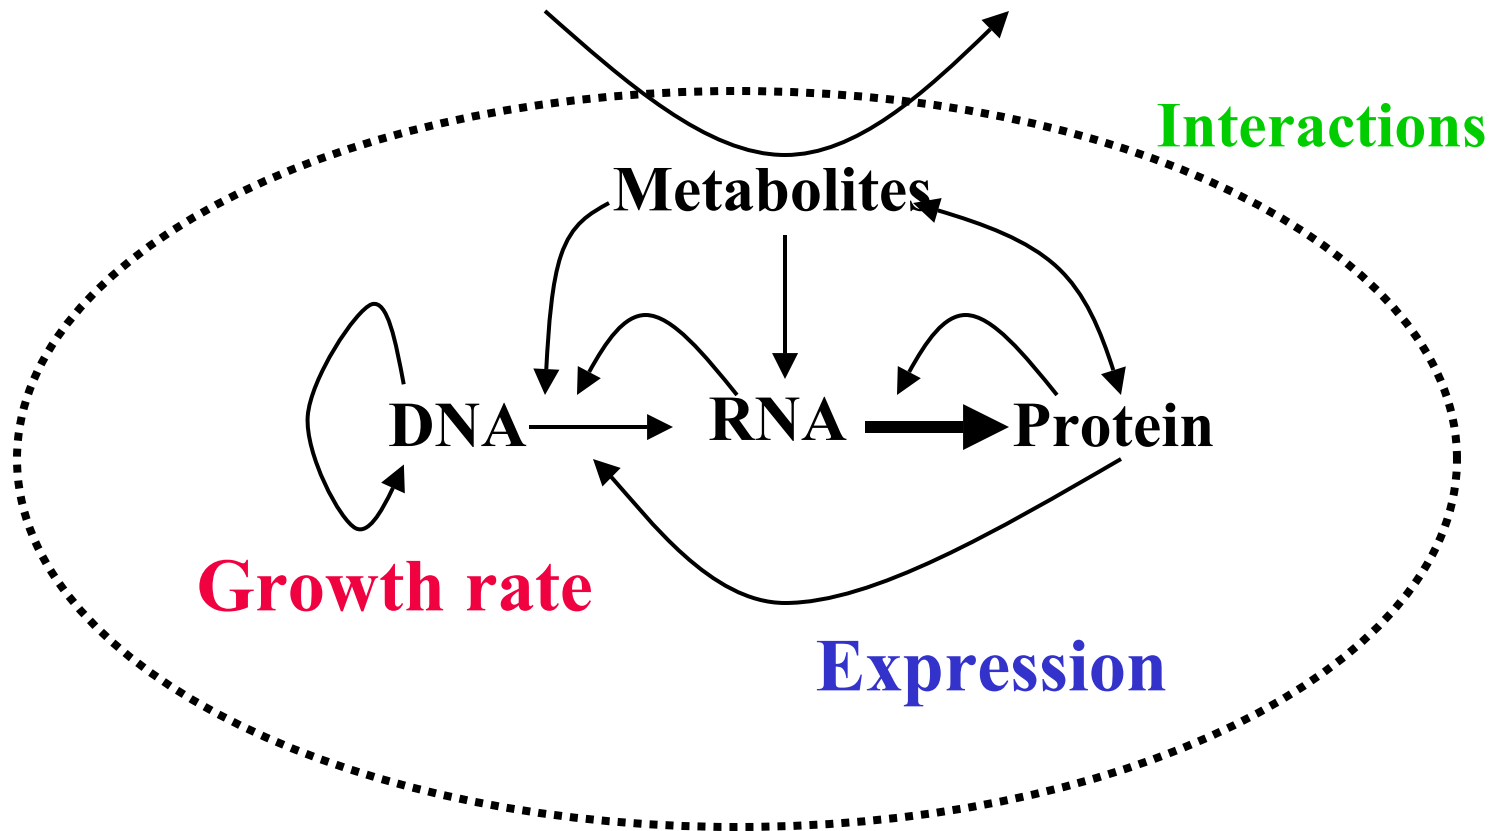 Interactions
Metabolites
DNA
RNA
Protein
Growth rate
Expression